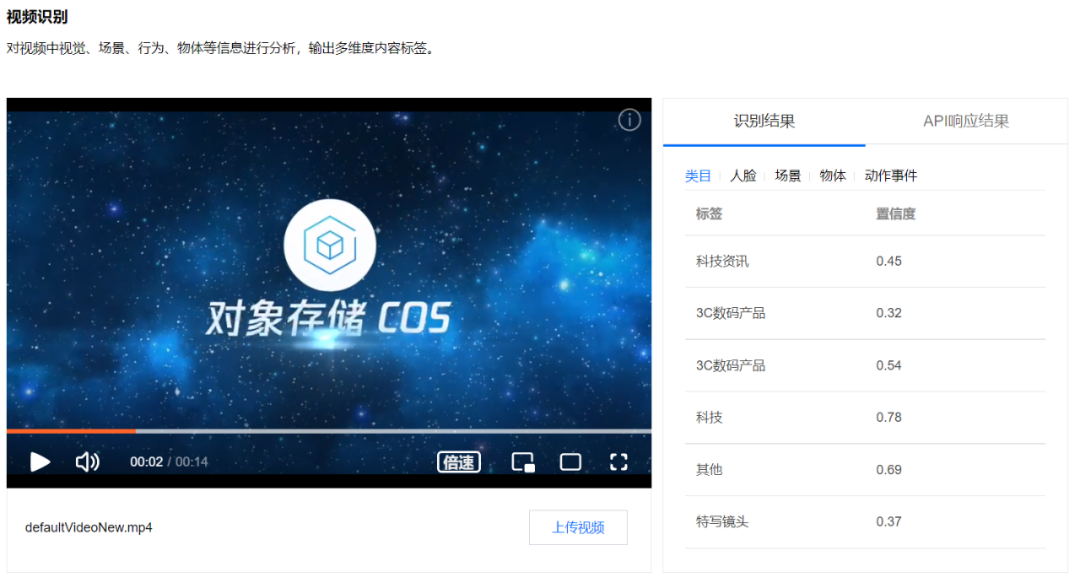 视频识别
对视频中视觉、场景、行为、物体等信息进行分析，输出多维度内容标签。
对象存储 COS
00:02 / 00:14
倍速
defaultVideoNew.mp4
上传视频
识别结果 API响应结果
类目 人脸 场景 物体 动作事件
标签 置信度
科技资讯 0.45
3C数码产品 0.32
3C数码产品 0.54
科技 0.78
其他 0.69
特写镜头 0.37